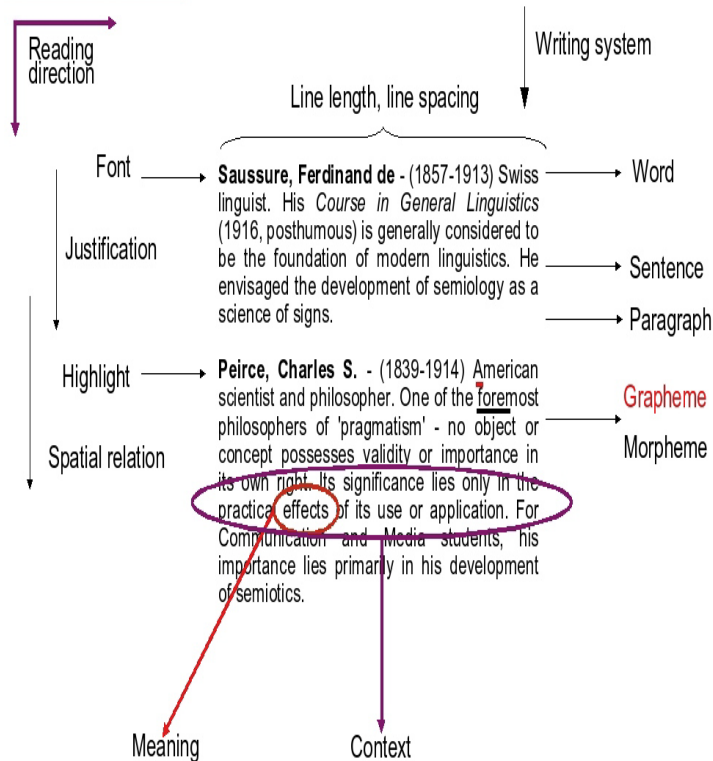 Reading
direction
Writing system
Line length, line spacing
Font
Saussure, Ferdinand de - (1857-1913) Swiss
linguist. His Course in General Linguistics
(1916, posthumous) is generally considered to
be the foundation of modern linguistics. He
envisaged the development of semiology as a
science of signs.
Word
Justification
Sentence
Paragraph
Highlight
Peirce, Charles S. - (1839-1914) American
scientist and philosopher. One of the foremost
philosophers of 'pragmatism' - no object or
concept possesses validity or importance in
its own right. Its significance lies only in the
practical effects of its use or application. For
Communication and Media students, his
importance lies primarily in his development
of semiotics.
Grapheme
Morpheme
Spatial relation
Meaning
Context